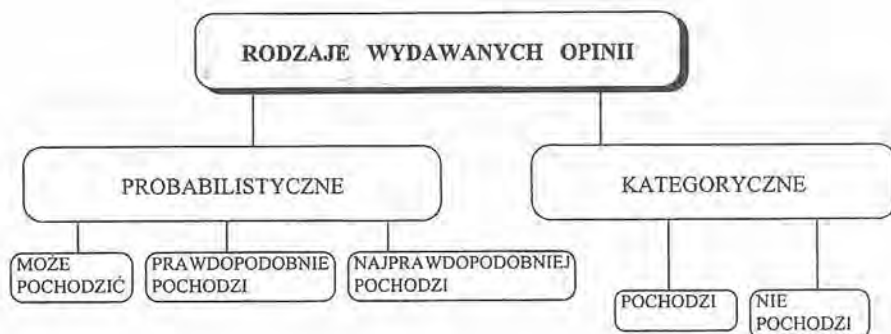 RODZAJE WYDAWANYCH OPINII
PROBABILISTYCZNE
KATEGORYCZNE
MOŻE
POCHODZIĆ
PRAWDOPODOBNIE
POCHODZI
NAJPRAWDOPODOBNIEJ
POCHODZI
POCHODZI
NIE
POCHODZI